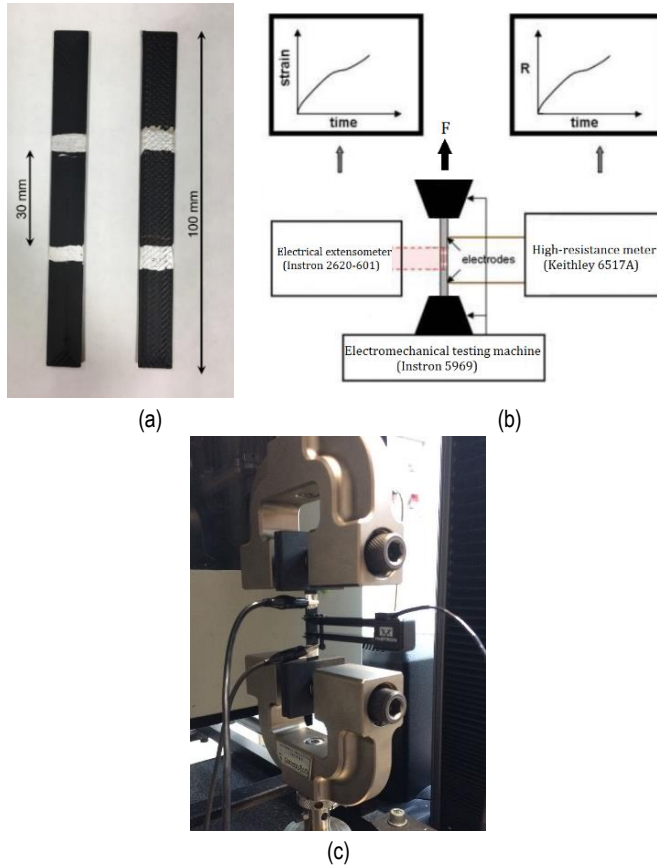 30 mm
100 mm
(a)
strain
time
R
time
F
Electrical extensometer
(Instron 2620-601)
electrodes
High-resistance meter
(Keithley 6517A)
Electromechanical testing machine
(Instron 5969)
(b)
(c)